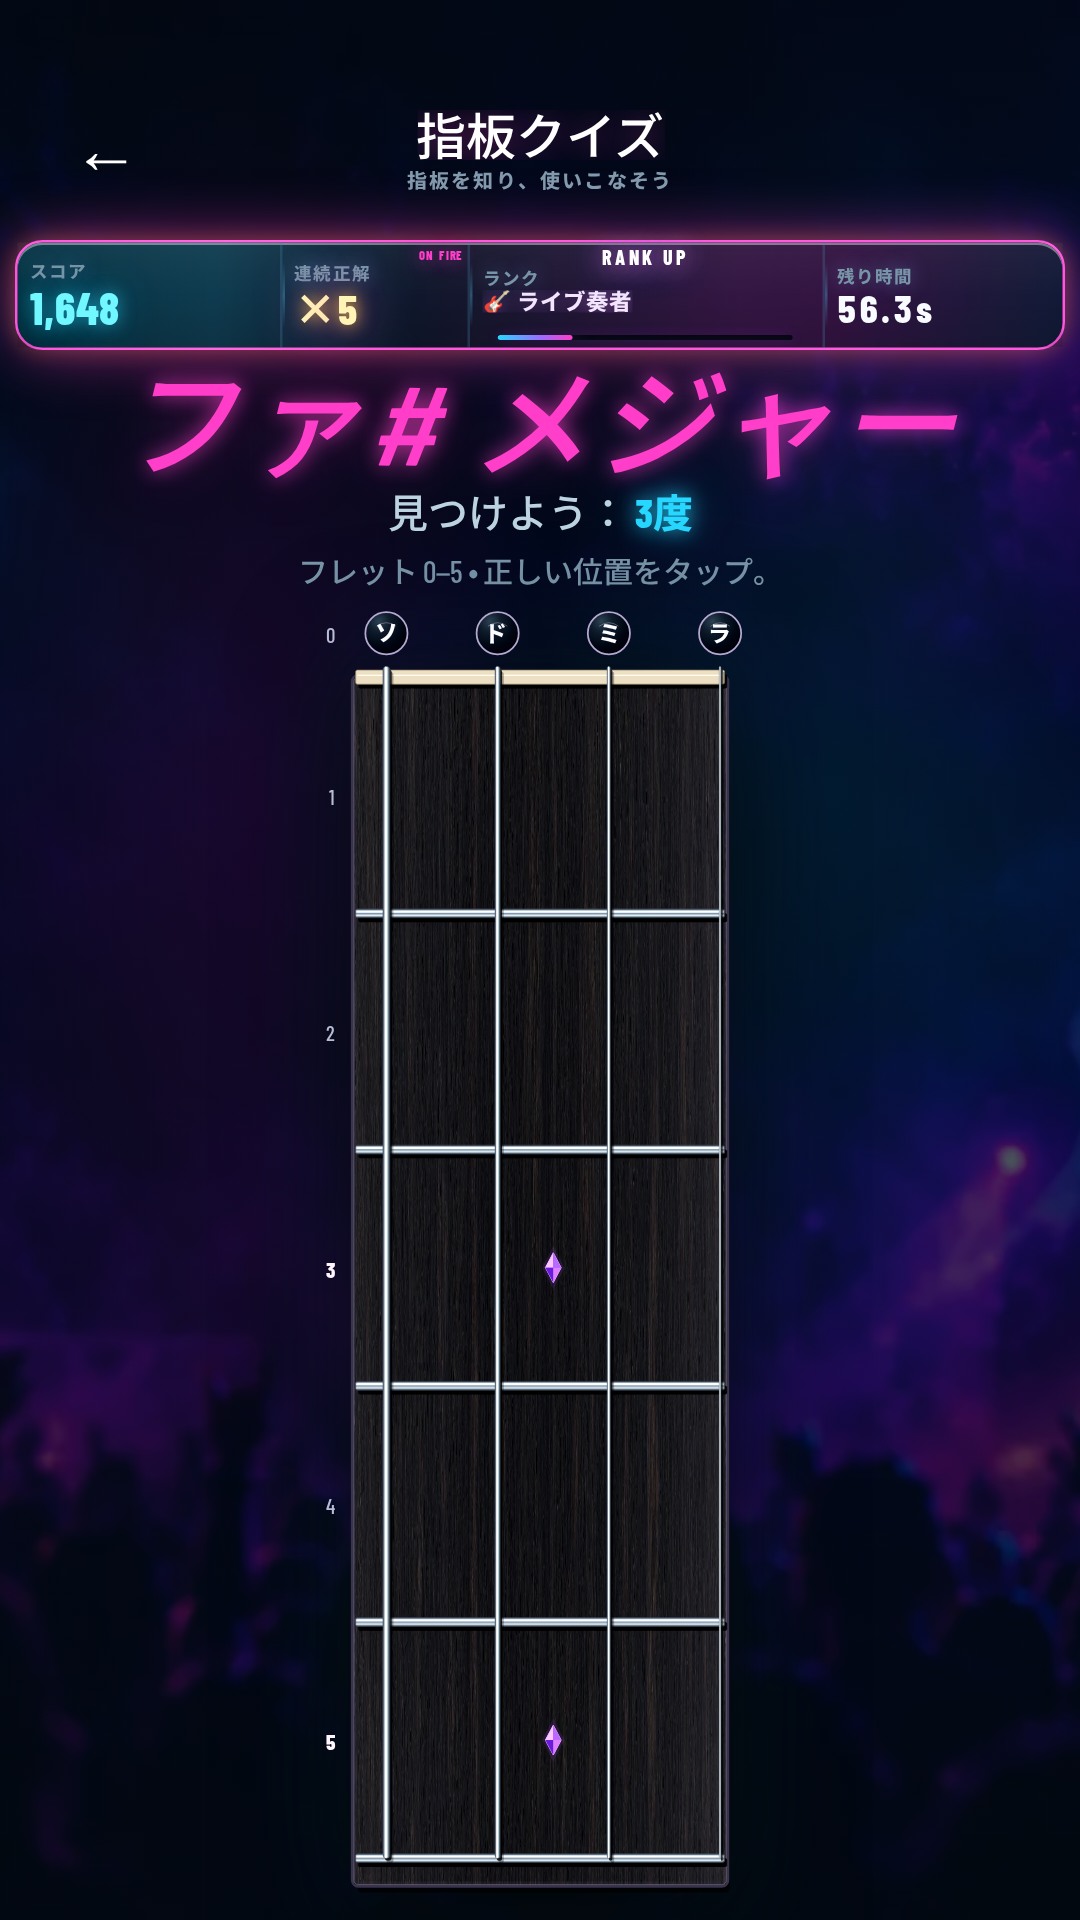 ←
指板クイズ
指板を知り、使いこなそう
スコア
1,648
連続正解
ON FIRE
×5
RANK UP
ランク
🎸 ライブ奏者
残り時間
56.3s
ファ# メジャー
見つけよう： 3度
フレット 0–5 • 正しい位置をタップ。
0 ソ ド ミ ラ
1
2
3
4
5